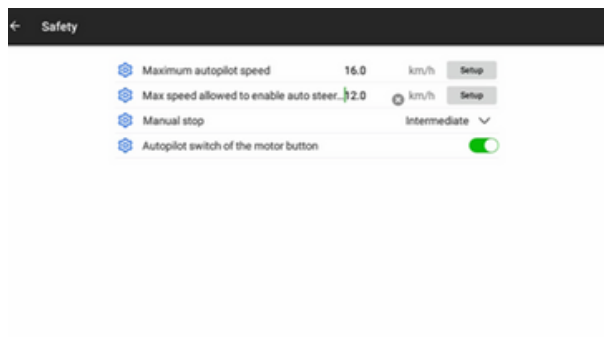 Safety
Maximum autopilot speed 16.0 km/h Setup
Max speed allowed to enable auto steer... 12.0 km/h Setup
Manual stop Intermediate
Autopilot switch of the motor button